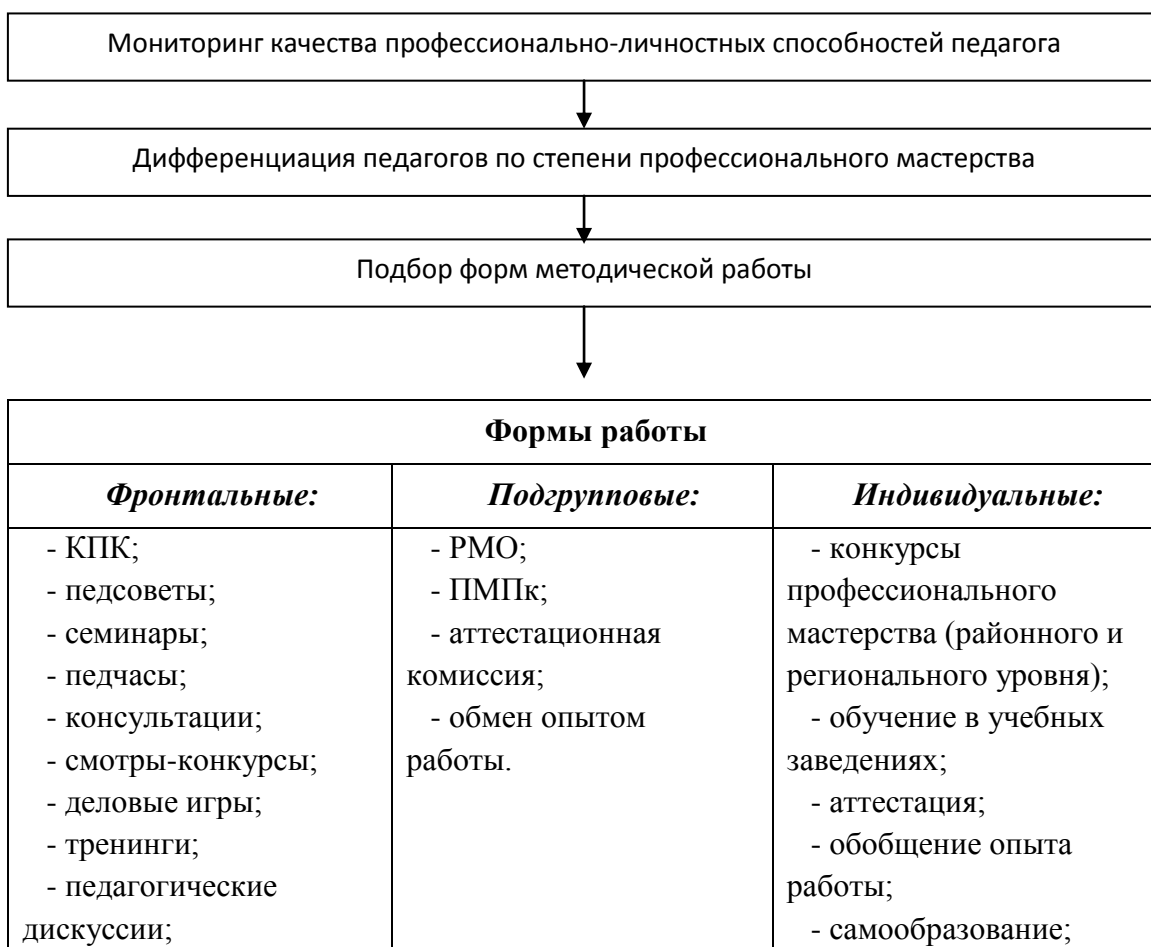 Мониторинг качества профессионально-личностных способностей педагога
Дифференциация педагогов по степени профессионального мастерства
Подбор форм методической работы
Формы работы
Фронтальные:
- КПК;
- педсоветы;
- семинары;
- педчасы;
- консультации;
- смотры-конкурсы;
- деловые игры;
- тренинги;
- педагогические
дискуссии;
Подгрупповые:
- РМО;
- ПМПк;
- аттестационная
комиссия;
- обмен опытом
работы.
Индивидуальные:
- конкурсы
профессионального
мастерства (районного и
регионального уровня);
- обучение в учебных
заведениях;
- аттестация;
- обобщение опыта
работы;
- самообразование;